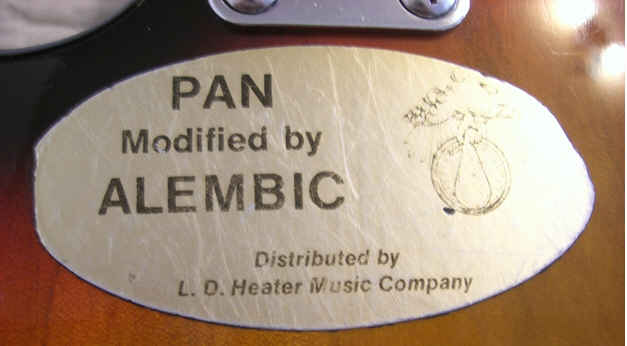 PAN
Modified by
ALEMBIC
Distributed by
L. D. Heater Music Company